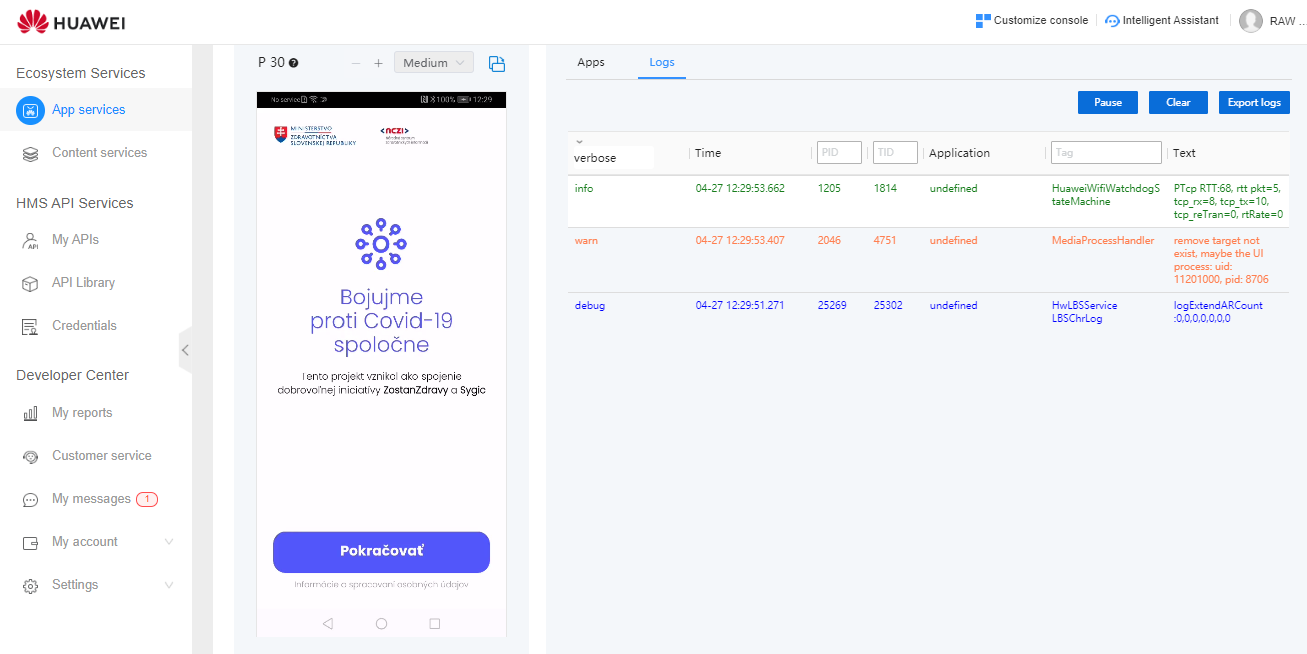 HUAWEI
Customize console
Intelligent Assistant
RAW ...
Ecosystem Services
App services
Content services
HMS API Services
My APIs
API Library
Credentials
Developer Center
My reports
Customer service
My messages 1
My account
Settings
P 30
Medium
No service
100% 12:29
MINISTERSTVO
ZDRAVOTNÍCTVA
SLOVENSKEJ REPUBLIKY
<nczi>
Bojujme
proti Covid-19
spoločne
Tento projekt vznikol ako spojenie
dobrovoľnej iniciatívy ZostanZdravy a Sygic
Pokračovať
Informácie o spracovaní osobných údajov
Apps
Logs
Pause
Clear
Export logs
verbose
Time
PID
TID
Application
Tag
Text
info 04-27 12:29:53.662 1205 1814 undefined HuaweiWifiWatchdogS PTcp RTT:68, rtt pkt=5,
tateMachine tcp_rx=8, tcp_tx=10,
tcp_reTran=0, rtRate=0
warn 04-27 12:29:53.407 2046 4751 undefined MediaProcessHandler remove target not
exist, maybe the UI
process: uid:
11201000, pid: 8706
debug 04-27 12:29:51.271 25269 25302 undefined HwLBSService logExtendARCount
LBSChrLog :0,0,0,0,0,0,0